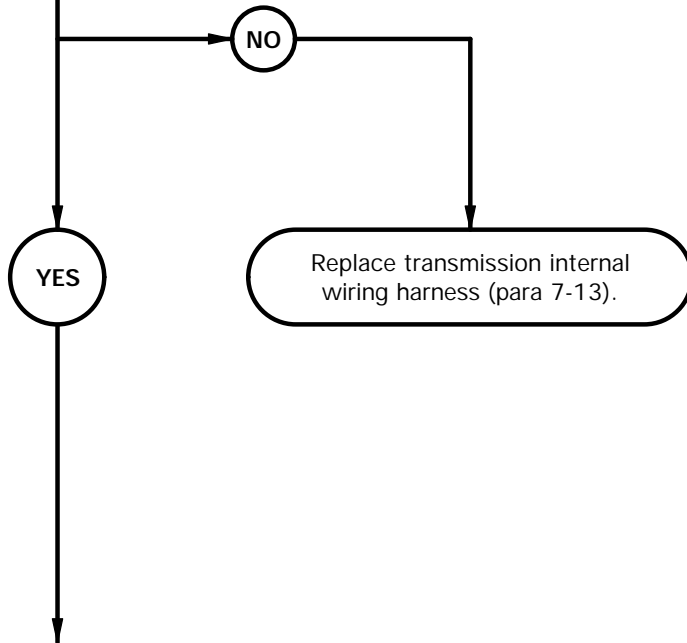 NO
YES
Replace transmission internal
wiring harness (para 7-13).